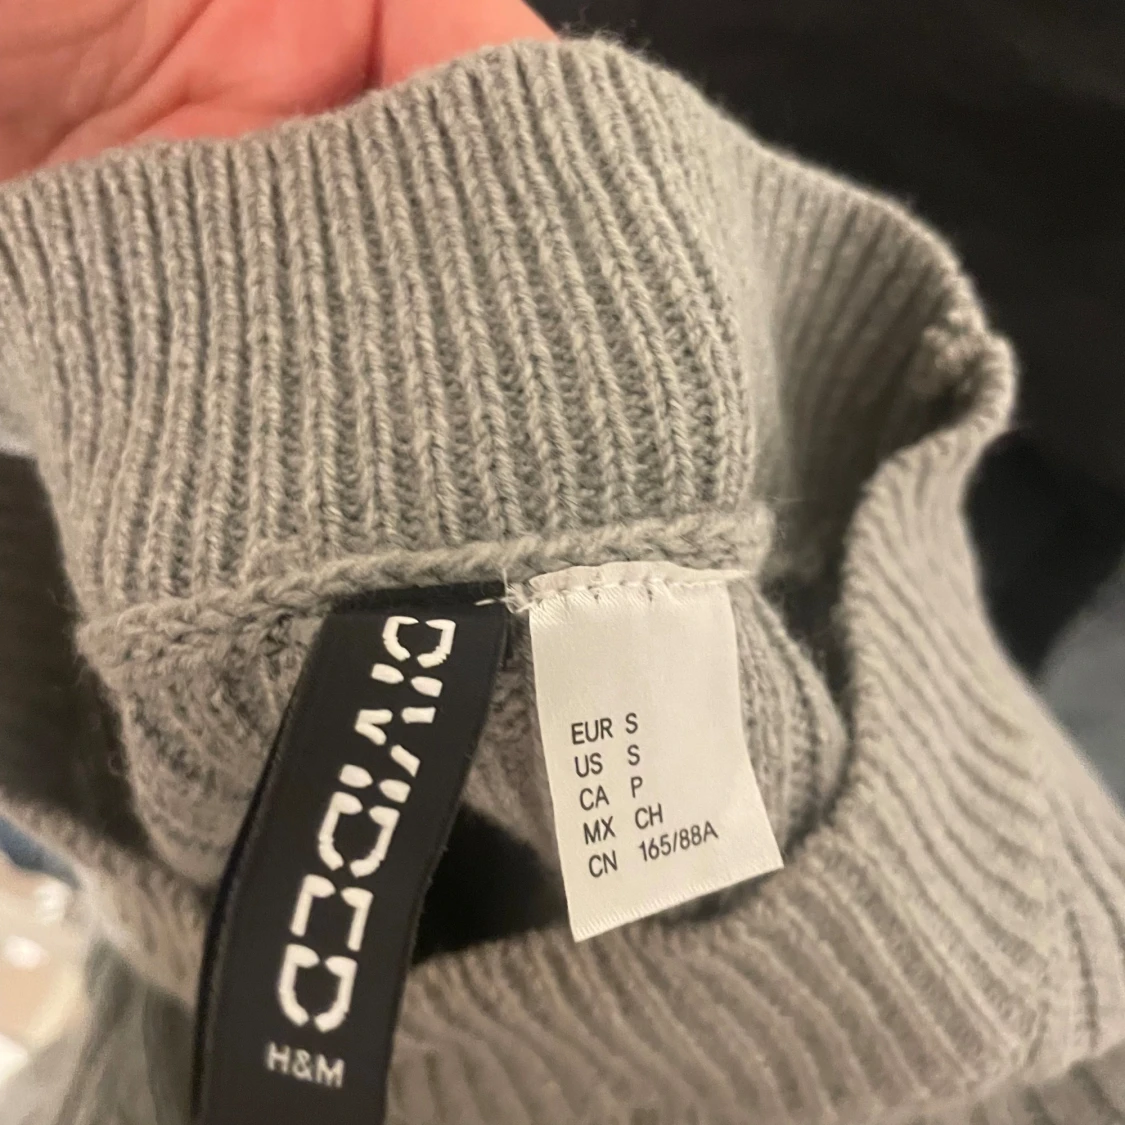 DIVIDED
H&M
EUR S
US S
CA P
MX CH
CN 165/88A